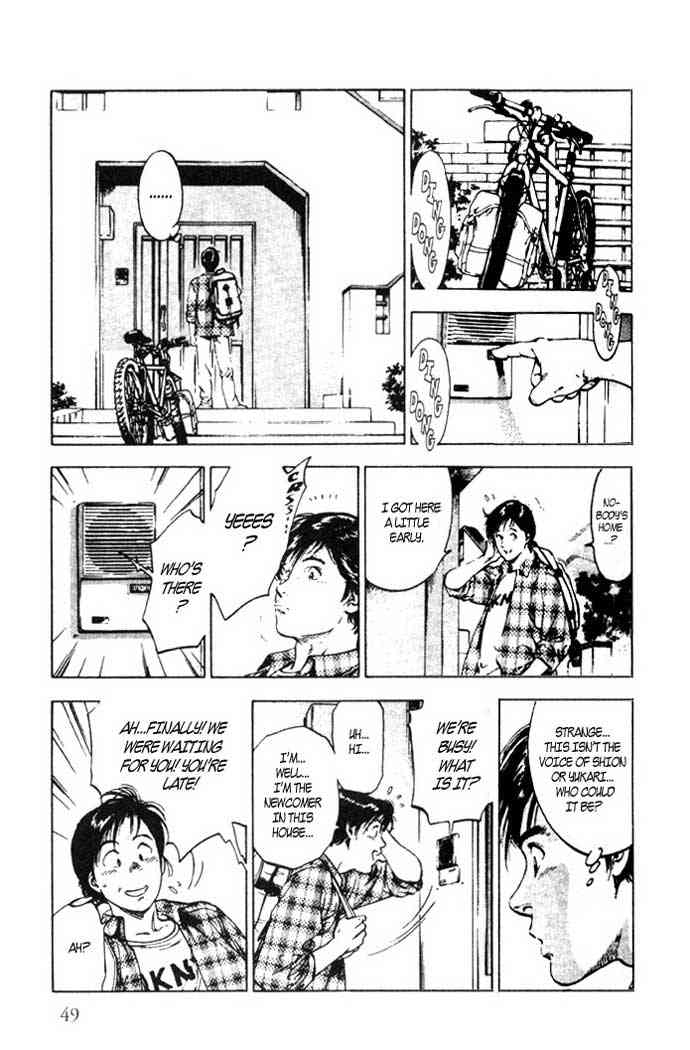 DING
DONG
DING
DONG
DING
DONG
......
NO-
BODY'S
HOME
...?
I GOT HERE
A LITTLE
EARLY.
YEEES
?
WHO'S
THERE
?
STRANGE...
THIS ISN'T THE
VOICE OF SHION
OR YUKARI...
WHO COULD
IT BE?
WE'RE
BUSY!
WHAT
IS IT?
UH...
HI...
I'M...
WELL...
I'M THE
NEWCOMER
IN THIS
HOUSE...
AH...FINALLY! WE
WERE WAITING
FOR YOU! YOU'RE
LATE!
AH?
KN
49